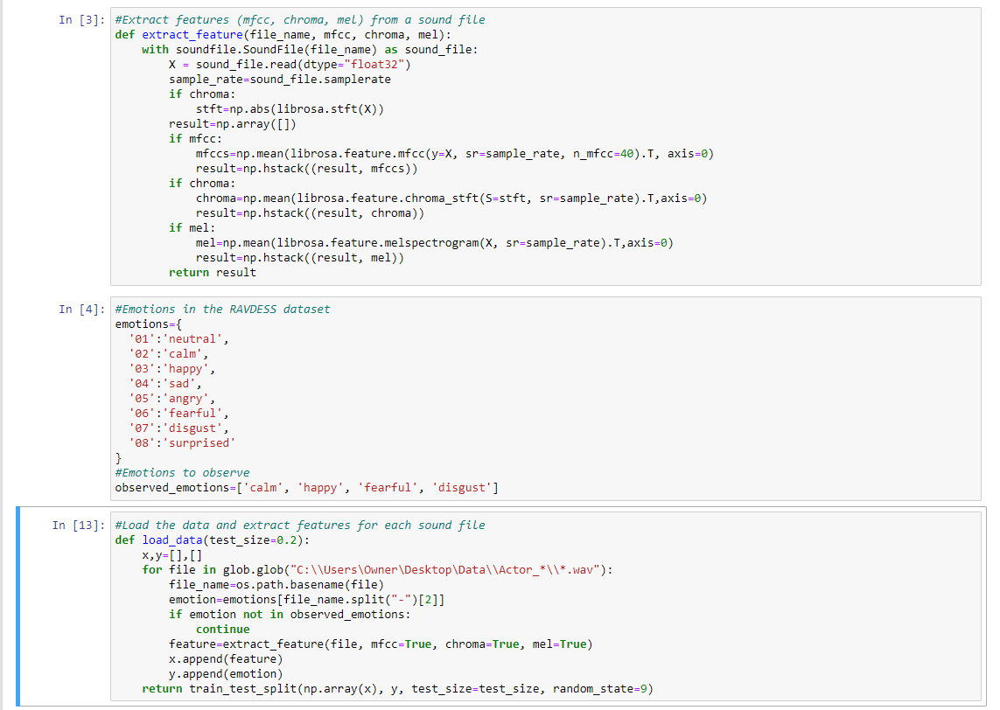 In [3]: #Extract features (mfcc, chroma, mel) from a sound file
def extract_feature(file_name, mfcc, chroma, mel):
    with soundfile.SoundFile(file_name) as sound_file:
        X = sound_file.read(dtype="float32")
        sample_rate=sound_file.samplerate
        if chroma:
            stft=np.abs(librosa.stft(X))
        result=np.array([])
        if mfcc:
            mfccs=np.mean(librosa.feature.mfcc(y=X, sr=sample_rate, n_mfcc=40).T, axis=0)
            result=np.hstack((result, mfccs))
        if chroma:
            chroma=np.mean(librosa.feature.chroma_stft(S=stft, sr=sample_rate).T,axis=0)
            result=np.hstack((result, chroma))
        if mel:
            mel=np.mean(librosa.feature.melspectrogram(X, sr=sample_rate).T,axis=0)
            result=np.hstack((result, mel))
        return result
In [4]: #Emotions in the RAVDESS dataset
emotions={
  '01':'neutral',
  '02':'calm',
  '03':'happy',
  '04':'sad',
  '05':'angry',
  '06':'fearful',
  '07':'disgust',
  '08':'surprised'
}
#Emotions to observe
observed_emotions=['calm', 'happy', 'fearful', 'disgust']
In [13]: #Load the data and extract features for each sound file
def load_data(test_size=0.2):
    x,y=[],[]
    for file in glob.glob("C:\\Users\Owner\Desktop\Data\\Actor_*\\*.wav"):
        file_name=os.path.basename(file)
        emotion=emotions[file_name.split("-")[2]]
        if emotion not in observed_emotions:
            continue
        feature=extract_feature(file, mfcc=True, chroma=True, mel=True)
        x.append(feature)
        y.append(emotion)
    return train_test_split(np.array(x), y, test_size=test_size, random_state=9)